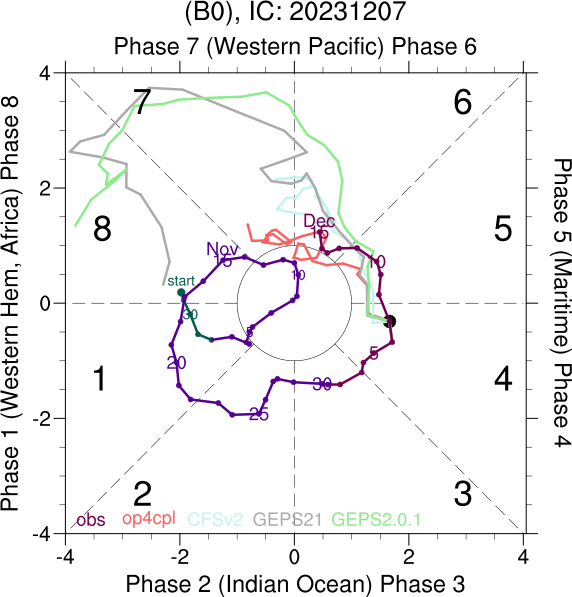 (B0), IC: 20231207
Phase 7 (Western Pacific) Phase 6
Phase 1 (Western Hem, Africa) Phase 8
Phase 5 (Maritime) Phase 4
4
2
0
-2
-4
7
6
8
5
1
4
2
3
Dec
15
Nov
15
10
10
start
30
5
5
20
30
25
obs op4cpl CFSv2 GEPS21 GEPS2.0.1
-4 -2 0 2 4
Phase 2 (Indian Ocean) Phase 3